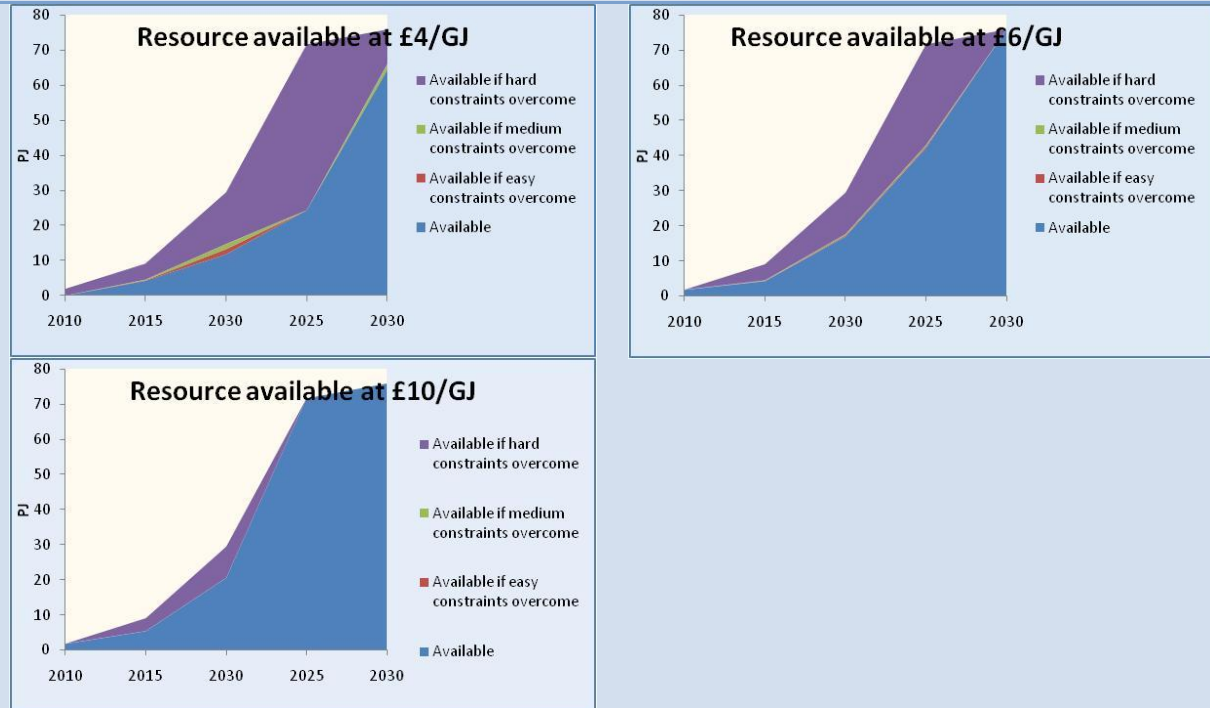 Resource available at £4/GJ
80
70
60
50
40
30
20
10
0
PJ
2010 2015 2030 2025 2030
Available if hard
constraints overcome
Available if medium
constraints overcome
Available if easy
constraints overcome
Available
Resource available at £6/GJ
80
70
60
50
40
30
20
10
0
PJ
2010 2015 2030 2025 2030
Available if hard
constraints overcome
Available if medium
constraints overcome
Available if easy
constraints overcome
Available
Resource available at £10/GJ
80
70
60
50
40
30
20
10
0
PJ
2010 2015 2030 2025 2030
Available if hard
constraints overcome
Available if medium
constraints overcome
Available if easy
constraints overcome
Available